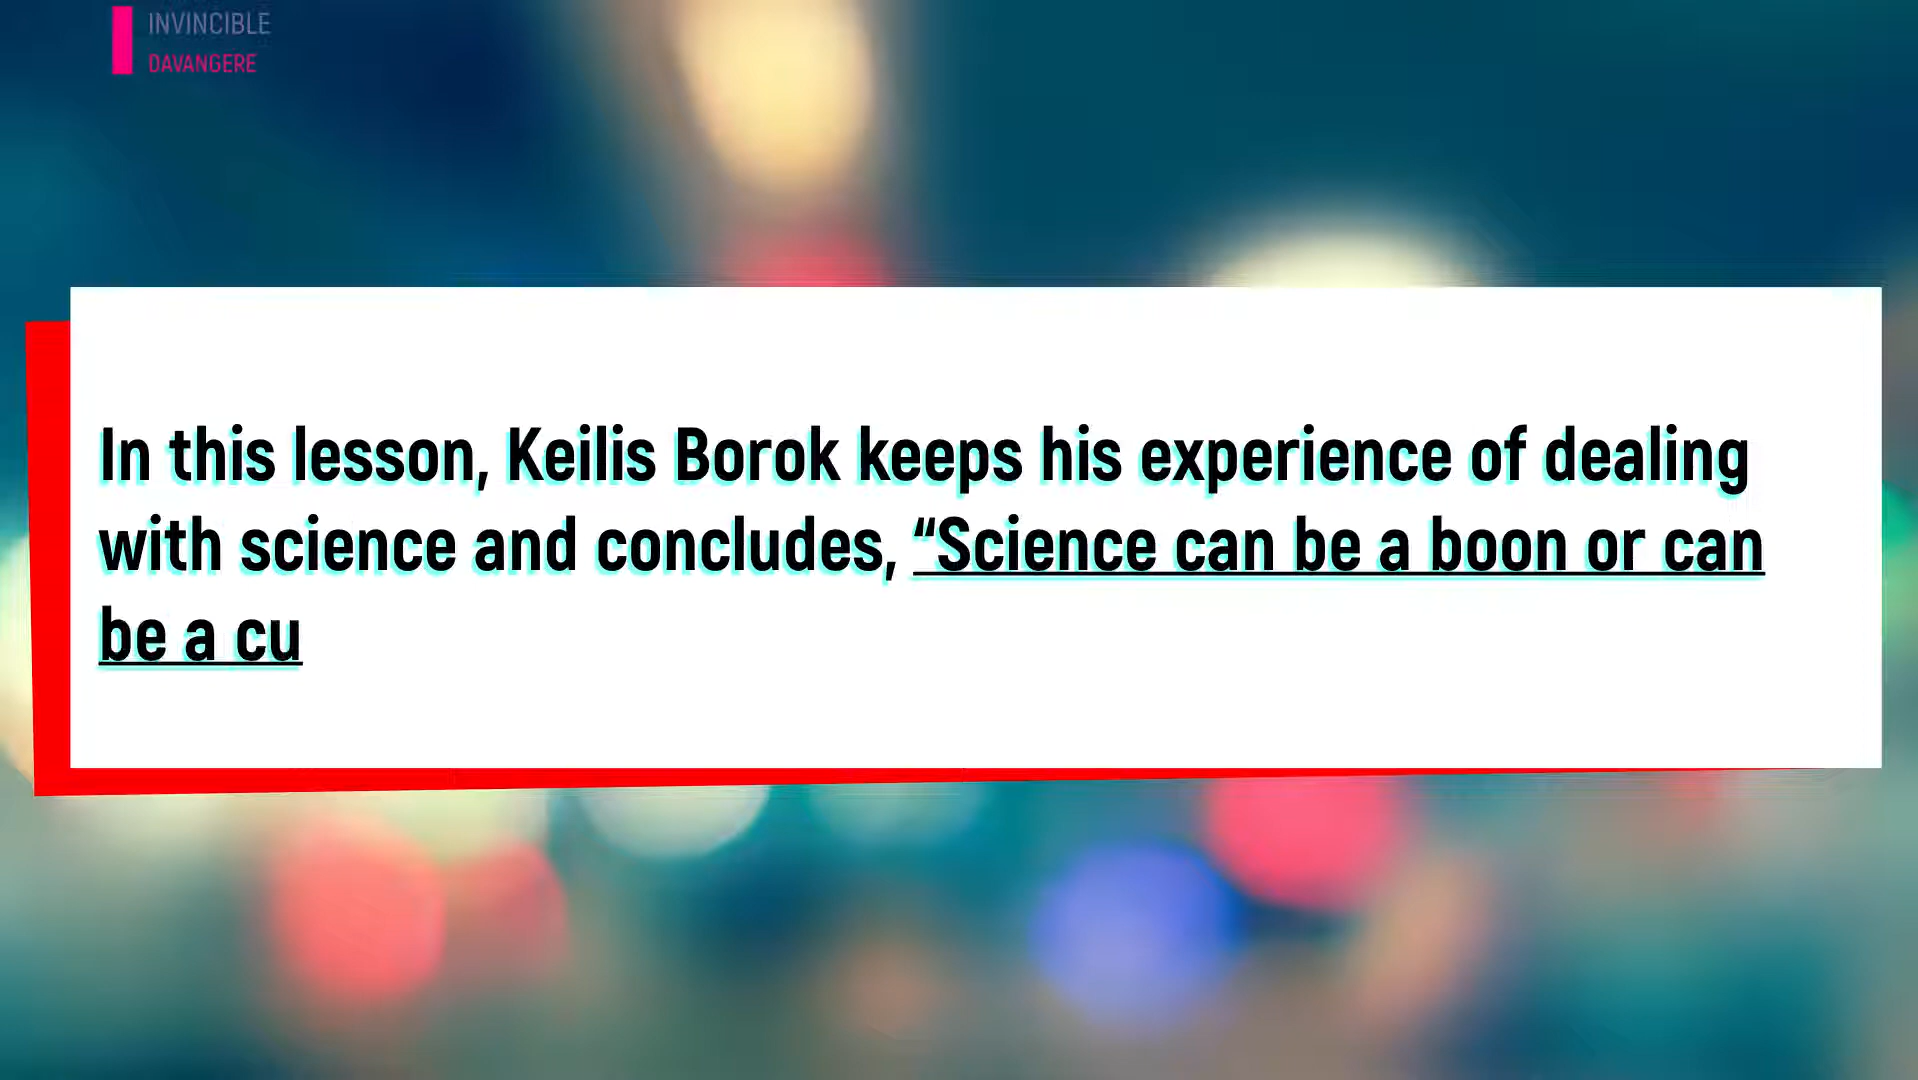 INVINCIBLE
DAVANGERE
In this lesson, Keilis Borok keeps his experience of dealing
with science and concludes, “Science can be a boon or can
be a cu